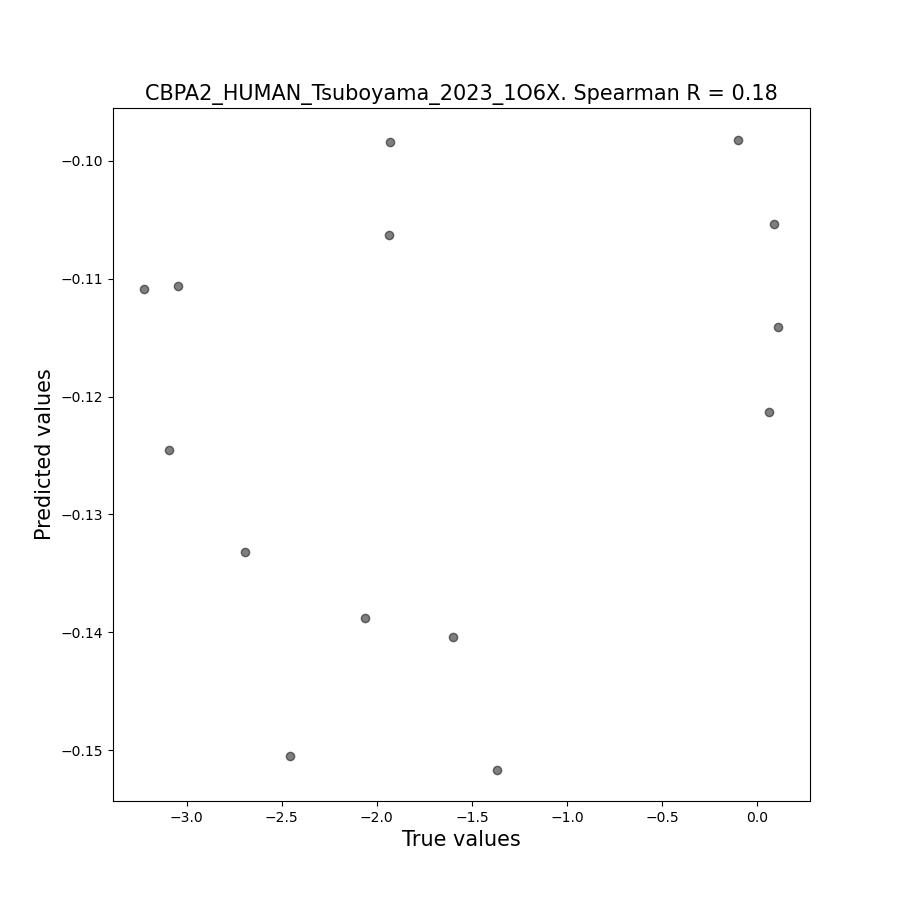 CBPA2_HUMAN_Tsuboyama_2023_1O6X. Spearman R = 0.18
−0.10
−0.11
−0.12
−0.13
−0.14
−0.15
Predicted values
−3.0 −2.5 −2.0 −1.5 −1.0 −0.5 0.0
True values